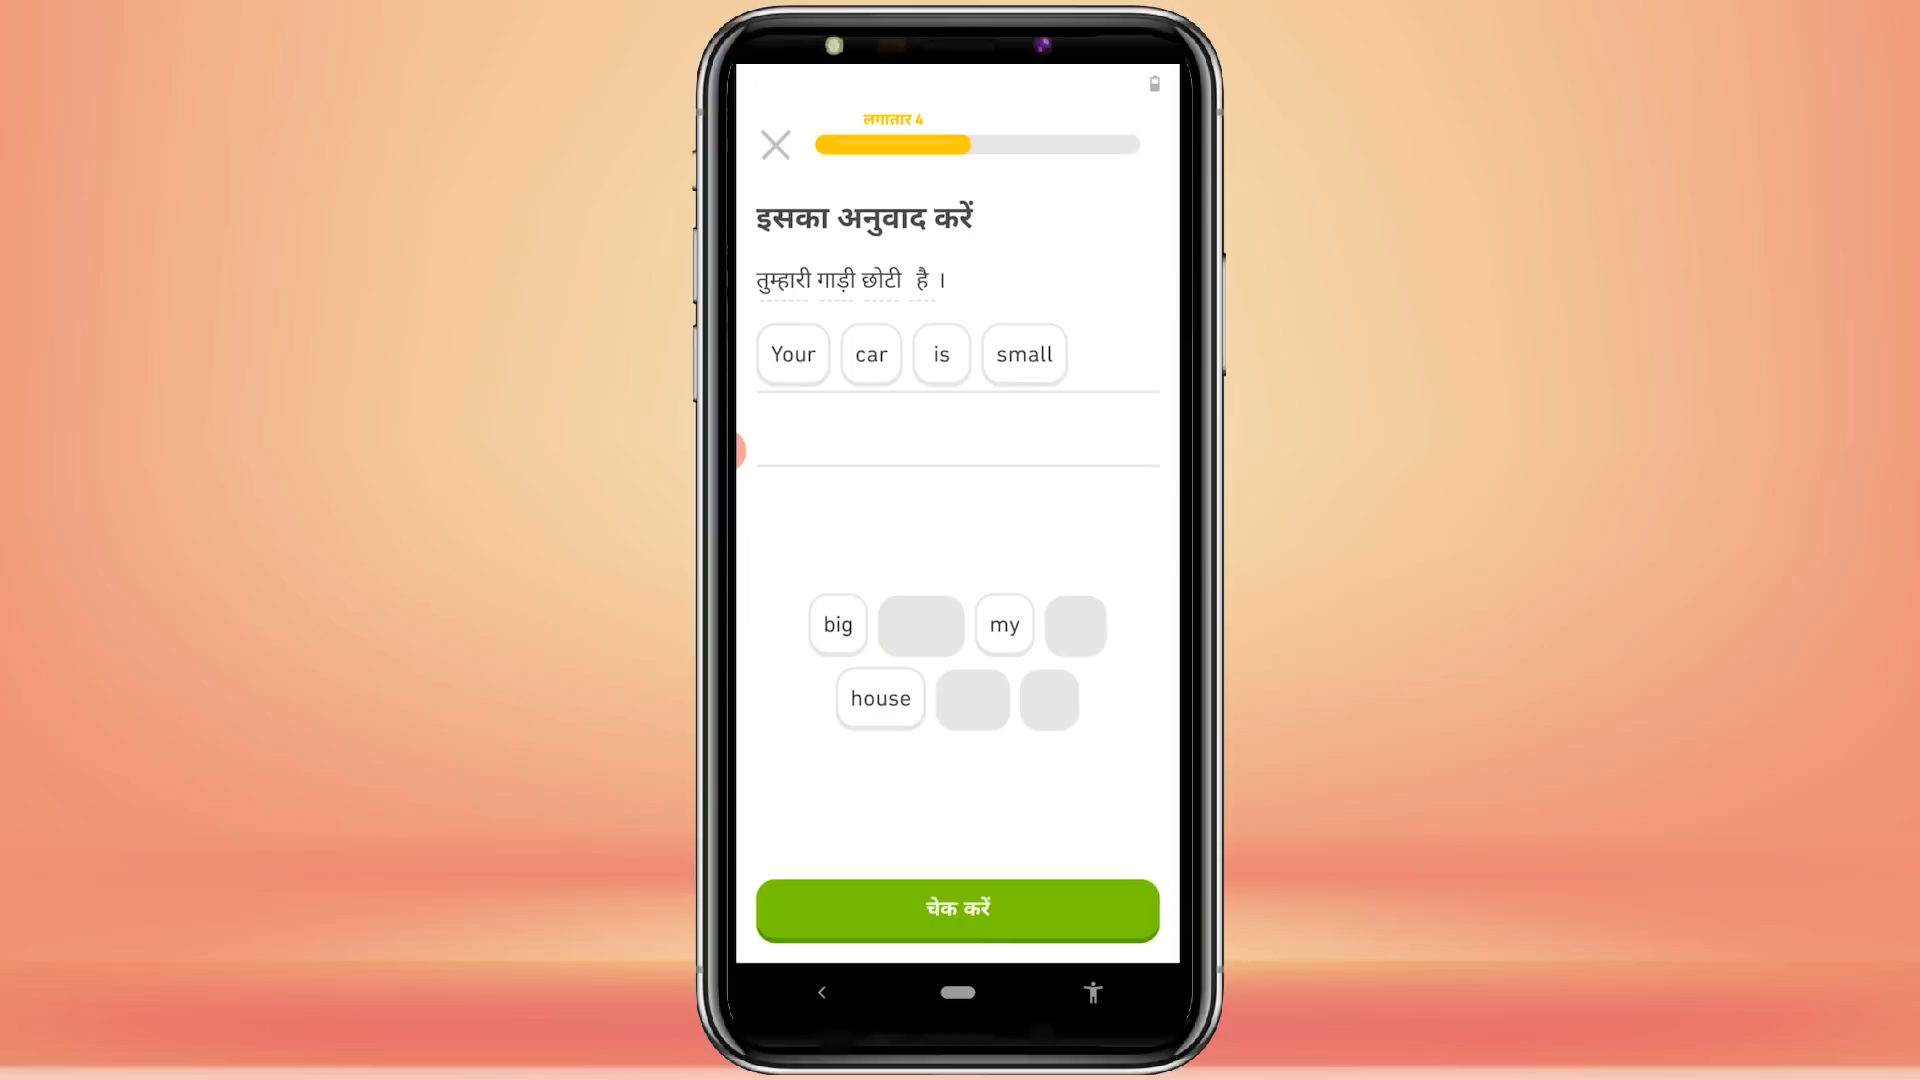 लगातार 4
इसका अनुवाद करें
तुम्हारी गाड़ी छोटी है ।
Your car is small
big my
house
चेक करें